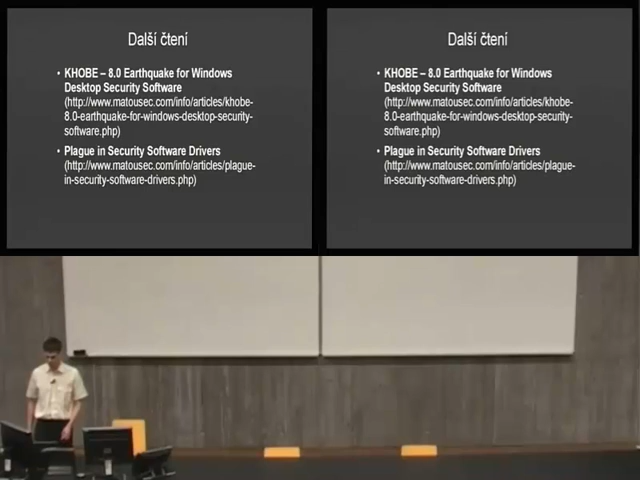 Další čtení
• KHOBE – 8.0 Earthquake for Windows
Desktop Security Software
(http://www.matousec.com/info/articles/khobe-
8.0-earthquake-for-windows-desktop-security-
software.php)
• Plague in Security Software Drivers
(http://www.matousec.com/info/articles/plague-
in-security-software-drivers.php)
Další čtení
• KHOBE – 8.0 Earthquake for Windows
Desktop Security Software
(http://www.matousec.com/info/articles/khobe-
8.0-earthquake-for-windows-desktop-security-
software.php)
• Plague in Security Software Drivers
(http://www.matousec.com/info/articles/plague-
in-security-software-drivers.php)